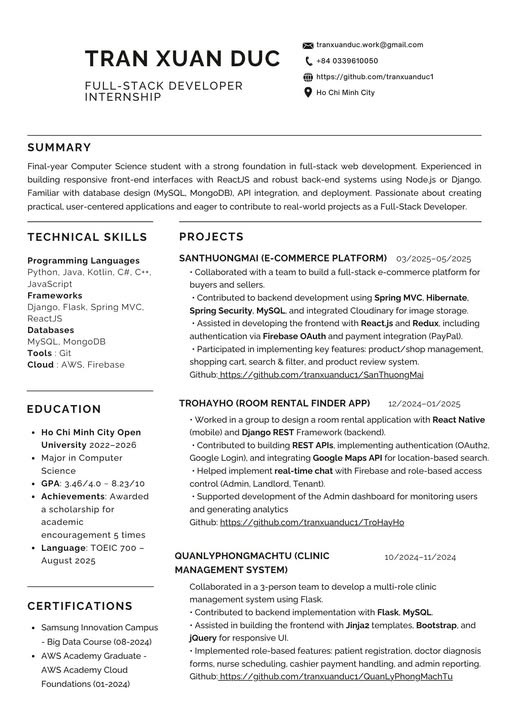 TRAN XUAN DUC
FULL-STACK DEVELOPER
INTERNSHIP
tranxuanduc.work@gmail.com
+84 0339610050
https://github.com/tranxuanduc1
Ho Chi Minh City
SUMMARY
Final-year Computer Science student with a strong foundation in full-stack web development. Experienced in
building responsive front-end interfaces with ReactJS and robust back-end systems using Node.js or Django.
Familiar with database design (MySQL, MongoDB), API integration, and deployment. Passionate about creating
practical, user-centered applications and eager to contribute to real-world projects as a Full-Stack Developer.
TECHNICAL SKILLS
Programming Languages
Python, Java, Kotlin, C#, C++,
JavaScript
Frameworks
Django, Flask, Spring MVC,
ReactJS
Databases
MySQL, MongoDB
Tools : Git
Cloud : AWS, Firebase
EDUCATION
• Ho Chi Minh City Open
University 2022–2026
• Major in Computer
Science
• GPA: 3.46/4.0 – 8.23/10
• Achievements: Awarded
a scholarship for
academic
encouragement 5 times
• Language: TOEIC 700 –
August 2025
CERTIFICATIONS
• Samsung Innovation Campus
- Big Data Course (08-2024)
• AWS Academy Graduate -
AWS Academy Cloud
Foundations (01-2024)
PROJECTS
SANTHUONGMAI (E-COMMERCE PLATFORM) 03/2025–05/2025
• Collaborated with a team to build a full-stack e-commerce platform for
buyers and sellers.
• Contributed to backend development using Spring MVC, Hibernate,
Spring Security, MySQL, and integrated Cloudinary for image storage.
• Assisted in developing the frontend with React.js and Redux, including
authentication via Firebase OAuth and payment integration (PayPal).
• Participated in implementing key features: product/shop management,
shopping cart, search & filter, and product review system.
Github: https://github.com/tranxuanduc1/SanThuongMai
TROHAYHO (ROOM RENTAL FINDER APP) 12/2024–01/2025
• Worked in a group to design a room rental application with React Native
(mobile) and Django REST Framework (backend).
• Contributed to building REST APIs, implementing authentication (OAuth2,
Google Login), and integrating Google Maps API for location-based search.
• Helped implement real-time chat with Firebase and role-based access
control (Admin, Landlord, Tenant).
• Supported development of the Admin dashboard for monitoring users
and generating analytics
Github: https://github.com/tranxuanduc1/TroHayHo
QUANLYPHONGMACHTU (CLINIC 10/2024–11/2024
MANAGEMENT SYSTEM)
Collaborated in a 3-person team to develop a multi-role clinic
management system using Flask.
• Contributed to backend implementation with Flask, MySQL.
• Assisted in building the frontend with Jinja2 templates, Bootstrap, and
jQuery for responsive UI.
• Implemented role-based features: patient registration, doctor diagnosis
forms, nurse scheduling, cashier payment handling, and admin reporting.
Github: https://github.com/tranxuanduc1/QuanLyPhongMachTu